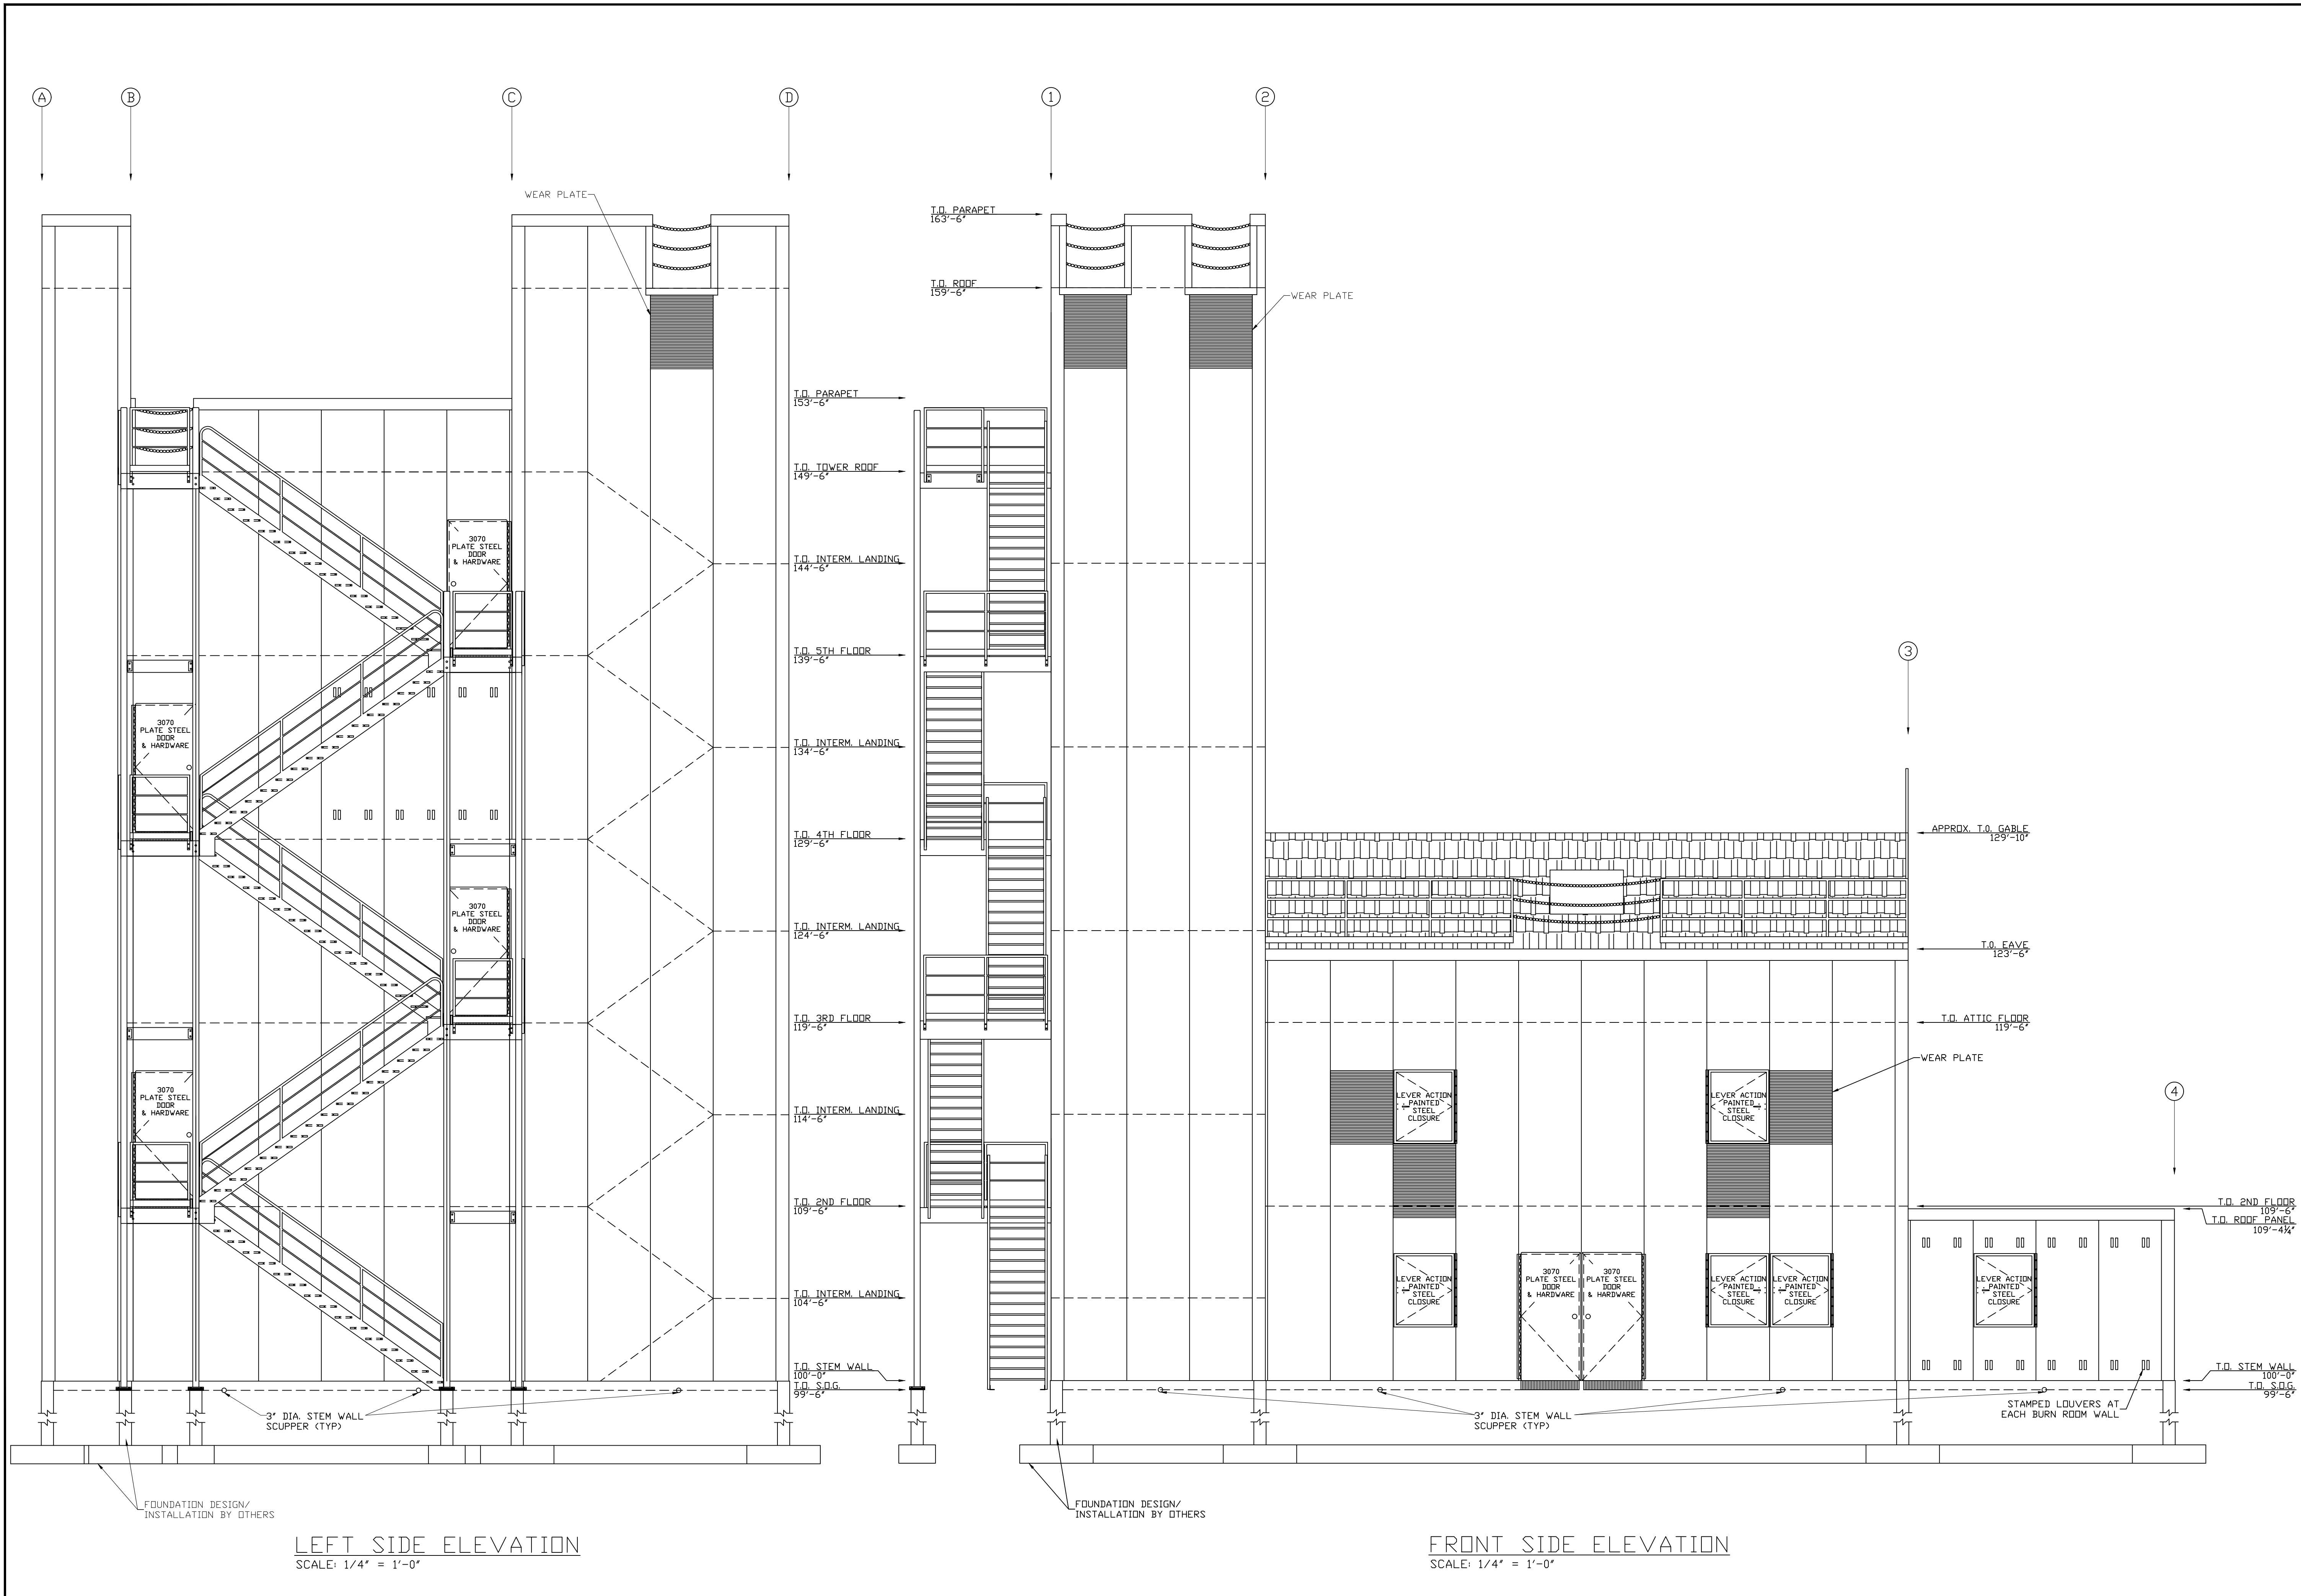 A
B
C
D
1
2
WEAR PLATE
T.O. PARAPET
163'-6"
T.O. ROOF
159'-6"
WEAR PLATE
T.O. PARAPET
153'-6"
T.O. TOWER ROOF
149'-6"
3070
PLATE STEEL
DOOR
& HARDWARE
T.O. INTERM. LANDING
144'-6"
T.O. 5TH FLOOR
139'-6"
3
3070
PLATE STEEL
DOOR
& HARDWARE
T.O. INTERM. LANDING
134'-6"
T.O. 4TH FLOOR
129'-6"
APPROX. T.O. GABLE
129'-10"
3070
PLATE STEEL
DOOR
& HARDWARE
T.O. INTERM. LANDING
124'-6"
T.O. EAVE
123'-6"
T.O. 3RD FLOOR
119'-6"
T.O. ATTIC FLOOR
119'-6"
WEAR PLATE
3070
PLATE STEEL
DOOR
& HARDWARE
T.O. INTERM. LANDING
114'-6"
LEVER ACTION
PAINTED
STEEL
CLOSURE
LEVER ACTION
PAINTED
STEEL
CLOSURE
4
T.O. 2ND FLOOR
109'-6"
T.O. 2ND FLOOR
109'-6"
T.O. ROOF PANEL
109'-4¼"
T.O. INTERM. LANDING
104'-6"
LEVER ACTION
PAINTED
STEEL
CLOSURE
3070
PLATE STEEL
DOOR
& HARDWARE
3070
PLATE STEEL
DOOR
& HARDWARE
LEVER ACTION
PAINTED
STEEL
CLOSURE
LEVER ACTION
PAINTED
STEEL
CLOSURE
LEVER ACTION
PAINTED
STEEL
CLOSURE
T.O. STEM WALL
100'-0"
T.O. S.O.G.
99'-6"
T.O. STEM WALL
100'-0"
T.O. S.O.G.
99'-6"
3" DIA. STEM WALL
SCUPPER (TYP)
3" DIA. STEM WALL
SCUPPER (TYP)
STAMPED LOUVERS AT
EACH BURN ROOM WALL
FOUNDATION DESIGN/
INSTALLATION BY OTHERS
FOUNDATION DESIGN/
INSTALLATION BY OTHERS
LEFT SIDE ELEVATION
SCALE: 1/4" = 1'-0"
FRONT SIDE ELEVATION
SCALE: 1/4" = 1'-0"